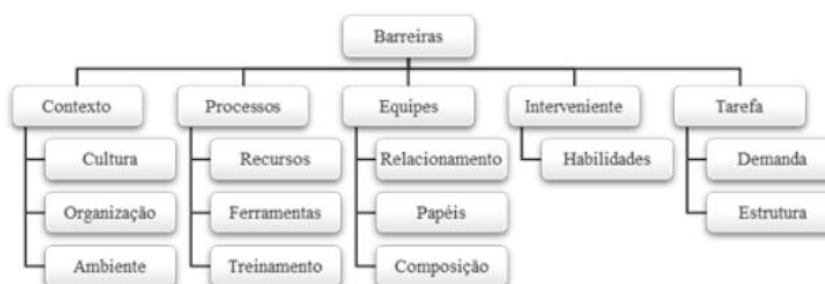 Barreiras
Contexto
Processos
Equipes
Interveniente
Tarefa
Cultura
Recursos
Relacionamento
Habilidades
Demanda
Organização
Ferramentas
Papéis
Estrutura
Ambiente
Treinamento
Composição